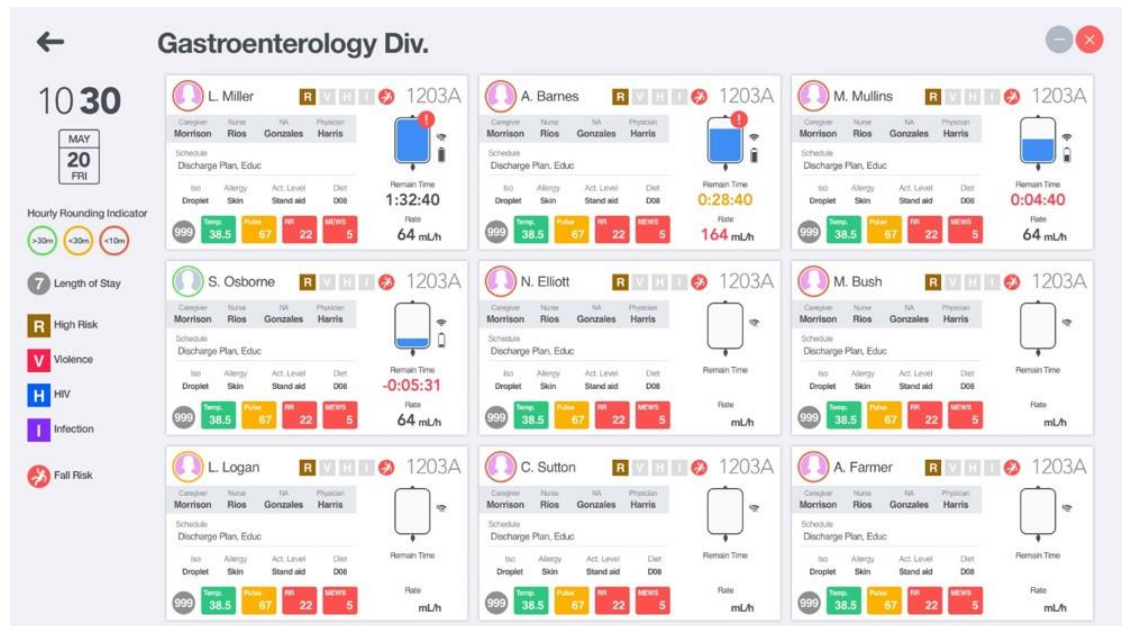 Gastroenterology Div.
10 30
MAY
20
FRI
Hourly Rounding Indicator
>30m <30m <10m
7 Length of Stay
R High Risk
V Violence
H HIV
I Infection
Fall Risk
L. Miller R V H I 1203A
Caregiver Nurse NA Physician
Morrison Rios Gonzales Harris
Schedule
Discharge Plan, Educ
Iso Allergy Act. Level Diet
Droplet Skin Stand aid D08
999 Temp. 38.5 Pulse 67 RR 22 MEWS 5
!
Remain Time
1:32:40
Rate
64 mL/h
A. Barnes R V H I 1203A
Caregiver Nurse NA Physician
Morrison Rios Gonzales Harris
Schedule
Discharge Plan, Educ
Iso Allergy Act. Level Diet
Droplet Skin Stand aid D08
999 Temp. 38.5 Pulse 67 RR 22 MEWS 5
!
Remain Time
0:28:40
Rate
164 mL/h
M. Mullins R V H I 1203A
Caregiver Nurse NA Physician
Morrison Rios Gonzales Harris
Schedule
Discharge Plan, Educ
Iso Allergy Act. Level Diet
Droplet Skin Stand aid D08
999 Temp. 38.5 Pulse 67 RR 22 MEWS 5
Remain Time
0:04:40
Rate
64 mL/h
S. Osborne R V H I 1203A
Caregiver Nurse NA Physician
Morrison Rios Gonzales Harris
Schedule
Discharge Plan, Educ
Iso Allergy Act. Level Diet
Droplet Skin Stand aid D08
999 Temp. 38.5 Pulse 67 RR 22 MEWS 5
Remain Time
-0:05:31
Rate
64 mL/h
N. Elliott R V H I 1203A
Caregiver Nurse NA Physician
Morrison Rios Gonzales Harris
Schedule
Discharge Plan, Educ
Iso Allergy Act. Level Diet
Droplet Skin Stand aid D08
999 Temp. 38.5 Pulse 67 RR 22 MEWS 5
Remain Time
Rate
mL/h
M. Bush R V H I 1203A
Caregiver Nurse NA Physician
Morrison Rios Gonzales Harris
Schedule
Discharge Plan, Educ
Iso Allergy Act. Level Diet
Droplet Skin Stand aid D08
999 Temp. 38.5 Pulse 67 RR 22 MEWS 5
Remain Time
Rate
mL/h
L. Logan R V H I 1203A
Caregiver Nurse NA Physician
Morrison Rios Gonzales Harris
Schedule
Discharge Plan, Educ
Iso Allergy Act. Level Diet
Droplet Skin Stand aid D08
999 Temp. 38.5 Pulse 67 RR 22 MEWS 5
Remain Time
Rate
mL/h
C. Sutton R V H I 1203A
Caregiver Nurse NA Physician
Morrison Rios Gonzales Harris
Schedule
Discharge Plan, Educ
Iso Allergy Act. Level Diet
Droplet Skin Stand aid D08
999 Temp. 38.5 Pulse 67 RR 22 MEWS 5
Remain Time
Rate
mL/h
A. Farmer R V H I 1203A
Caregiver Nurse NA Physician
Morrison Rios Gonzales Harris
Schedule
Discharge Plan, Educ
Iso Allergy Act. Level Diet
Droplet Skin Stand aid D08
999 Temp. 38.5 Pulse 67 RR 22 MEWS 5
Remain Time
Rate
mL/h